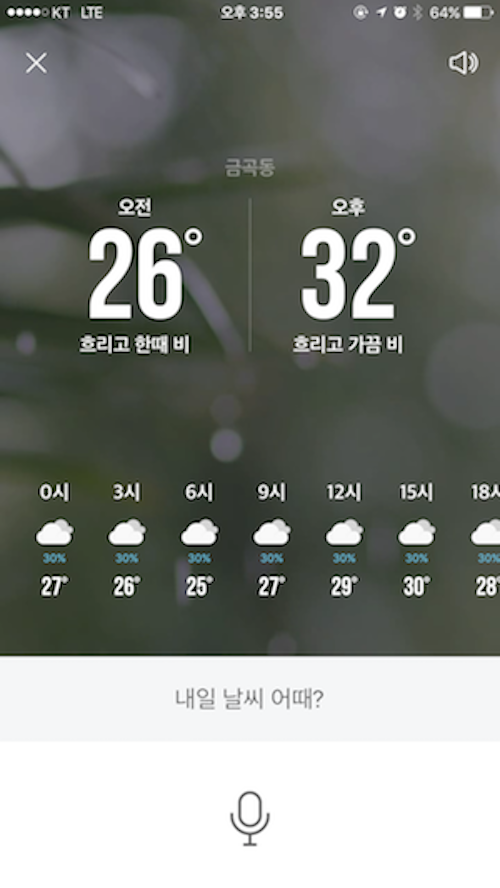 KT LTE 오후 3:55 64%
금곡동
오전 오후
26° 32°
흐리고 한때 비 흐리고 가끔 비
0시 3시 6시 9시 12시 15시 18시
30% 30% 30% 30% 30% 30% 30%
27° 26° 25° 27° 29° 30° 28°
내일 날씨 어때?